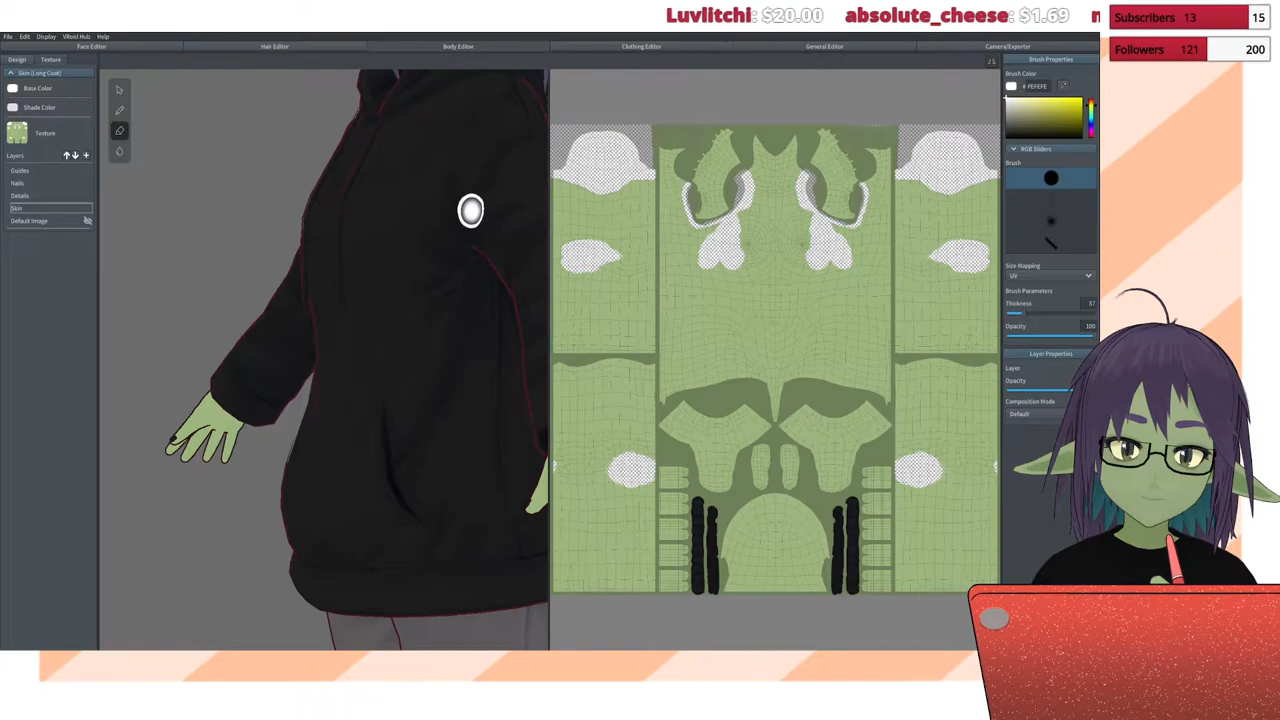 Luvlitchi: $20.00 absolute_cheese: $1.69
Subscribers 13 15
Followers 121 200
File Edit Display VRoid Hub Help
Face Editor Hair Editor Body Editor Clothing Editor General Editor Camera/Exporter
Design Texture
Skin (Long Coat)
Base Color
Shade Color
Texture
Layers
Guides
Nails
Details
Skin
Default Image
Brush Properties
Brush Color
# FEFEFE
RGB Sliders
Brush
Size Mapping
UV
Brush Parameters
Thickness 57
Opacity 100
Layer Properties
Layer
Opacity
Composition Mode
Default